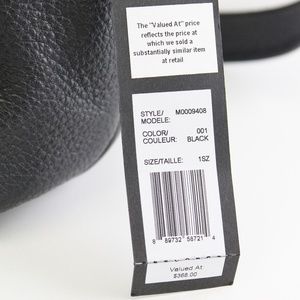 The "Valued At" price
reflects the price at
which we sold a
substantially similar item
at retail
STYLE/ M0009408
MODELE:
COLOR/ 001
COULEUR: BLACK
SIZE/TAILLE: 1SZ
8 89732 58721 4
Valued At:
$368.00